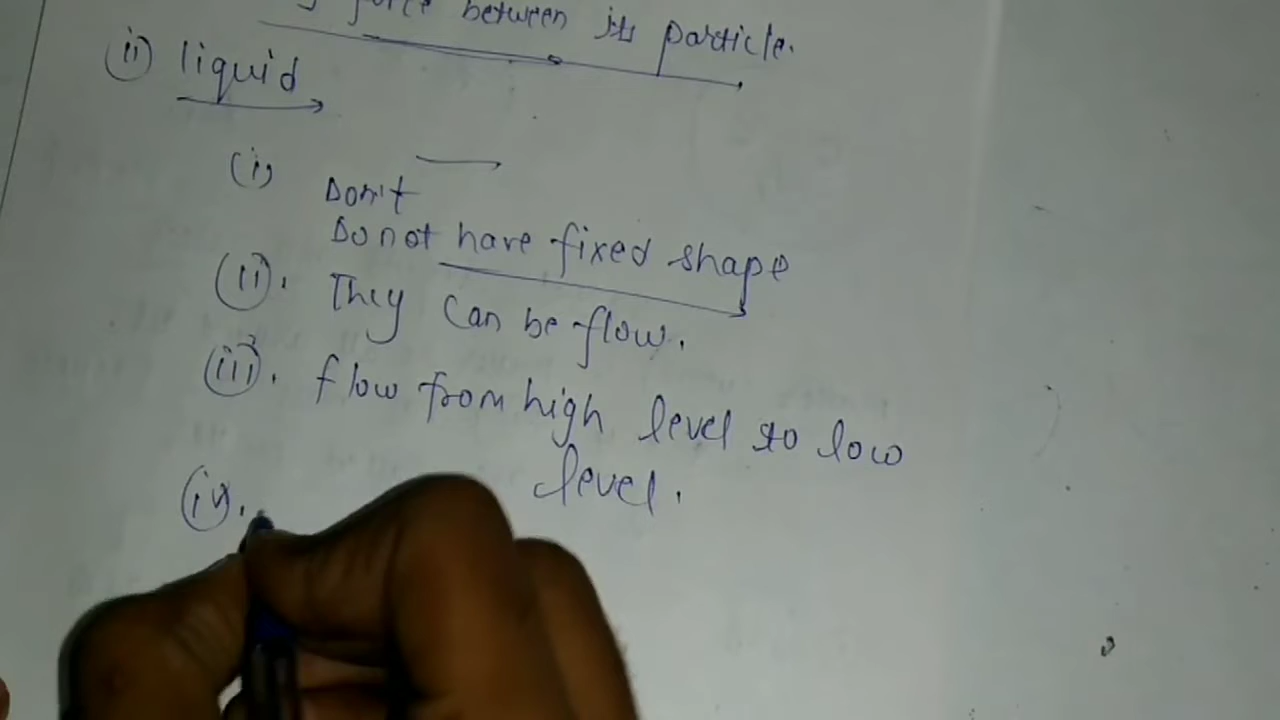 force between its particle.
(ii) liquid
(i)
Don't
Do not have fixed shape
(ii). They can be flow.
(iii). flow from high level to low
level.
(iv).